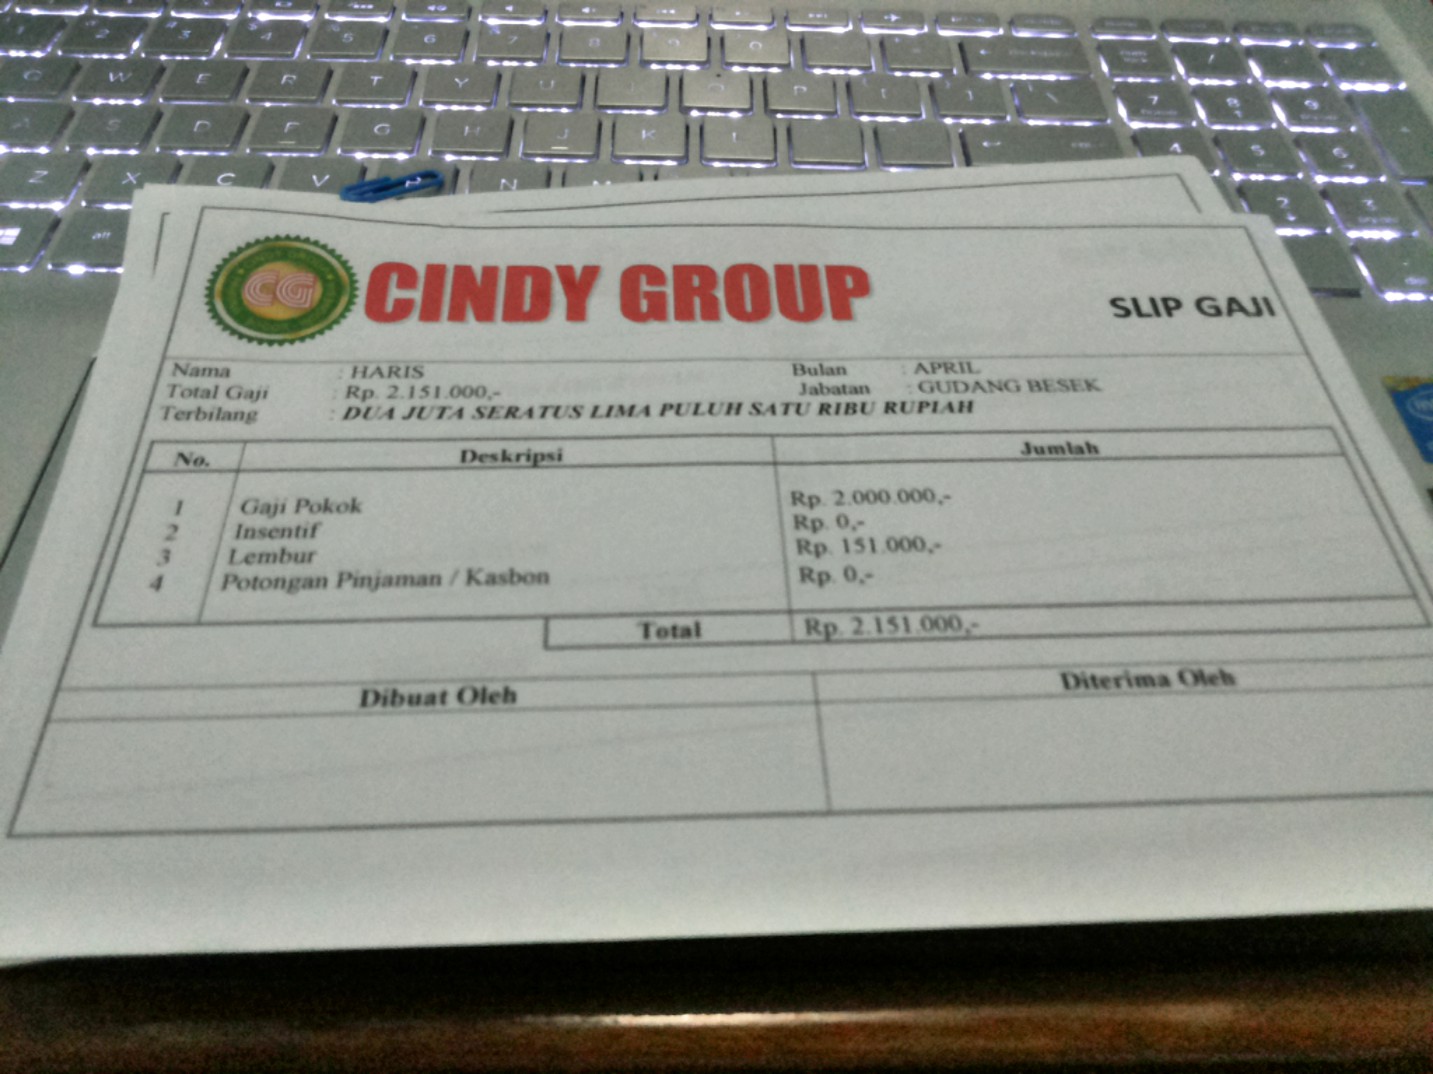 CG
CINDY GROUP
SLIP GAJI
Nama : HARIS
Bulan : APRIL
Total Gaji : Rp. 2.151.000,-
Jabatan : GUDANG BESEK
Terbilang : DUA JUTA SERATUS LIMA PULUH SATU RIBU RUPIAH
No. Deskripsi Jumlah
1 Gaji Pokok Rp. 2.000.000,-
2 Insentif Rp. 0,-
3 Lembur Rp. 151.000,-
4 Potongan Pinjaman / Kasbon Rp. 0,-
Total Rp. 2.151.000,-
Dibuat Oleh Diterima Oleh